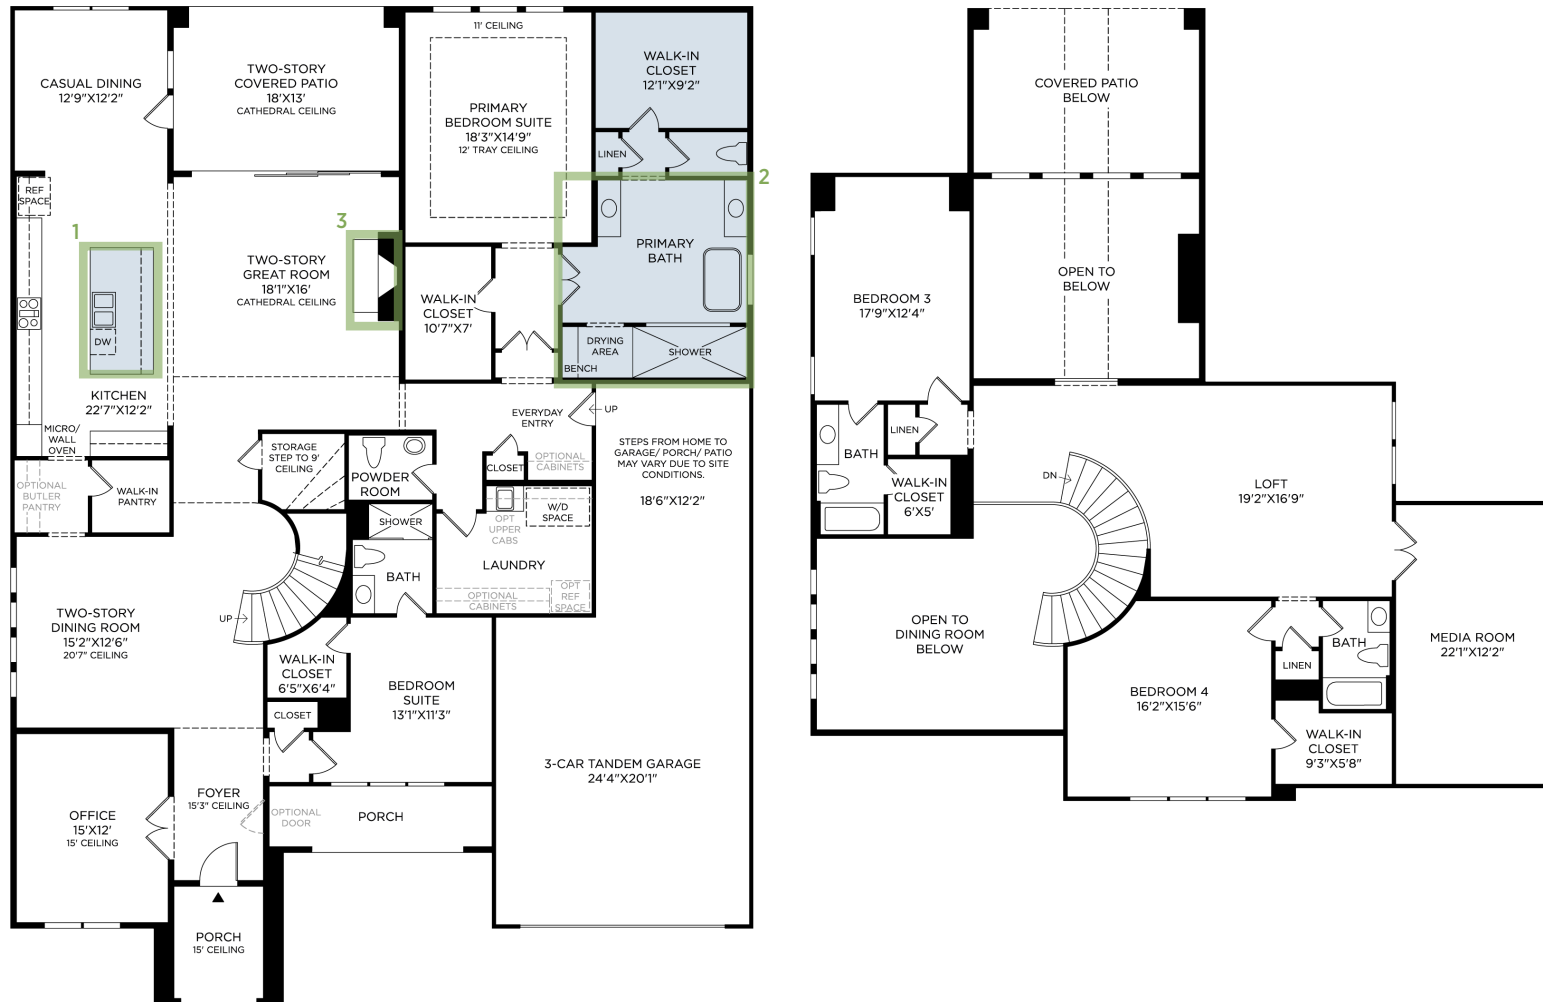 11' CEILING
CASUAL DINING
12'9"X12'2"
TWO-STORY
COVERED PATIO
18'X13'
CATHEDRAL CEILING
PRIMARY
BEDROOM SUITE
18'3"X14'9"
12' TRAY CEILING
WALK-IN
CLOSET
12'1"X9'2"
LINEN
2
REF
SPACE
1
DW
KITCHEN
22'7"X12'2"
MICRO/
WALL
OVEN
3
TWO-STORY
GREAT ROOM
18'1"X16'
CATHEDRAL CEILING
WALK-IN
CLOSET
10'7"X7'
PRIMARY
BATH
DRYING
AREA
BENCH
SHOWER
EVERYDAY
ENTRY
UP
CLOSET
OPTIONAL
CABINETS
STEPS FROM HOME TO
GARAGE/ PORCH/ PATIO
MAY VARY DUE TO SITE
CONDITIONS.
18'6"X12'2"
STORAGE
STEP TO 9'
CEILING
POWDER
ROOM
OPTIONAL
BUTLER
PANTRY
WALK-IN
PANTRY
SHOWER
BATH
OPT
UPPER
CABS
W/D
SPACE
LAUNDRY
OPTIONAL
CABINETS
OPT
REF
SPACE
UP
TWO-STORY
DINING ROOM
15'2"X12'6"
20'7" CEILING
WALK-IN
CLOSET
6'5"X6'4"
CLOSET
BEDROOM
SUITE
13'1"X11'3"
3-CAR TANDEM GARAGE
24'4"X20'1"
FOYER
15'3" CEILING
OPTIONAL
DOOR
PORCH
OFFICE
15'X12'
15' CEILING
PORCH
15' CEILING
COVERED PATIO
BELOW
BEDROOM 3
17'9"X12'4"
OPEN TO
BELOW
LINEN
BATH
WALK-IN
CLOSET
6'X5'
DN
LOFT
19'2"X16'9"
OPEN TO
DINING ROOM
BELOW
BATH
LINEN
MEDIA ROOM
22'1"X12'2"
BEDROOM 4
16'2"X15'6"
WALK-IN
CLOSET
9'3"X5'8"